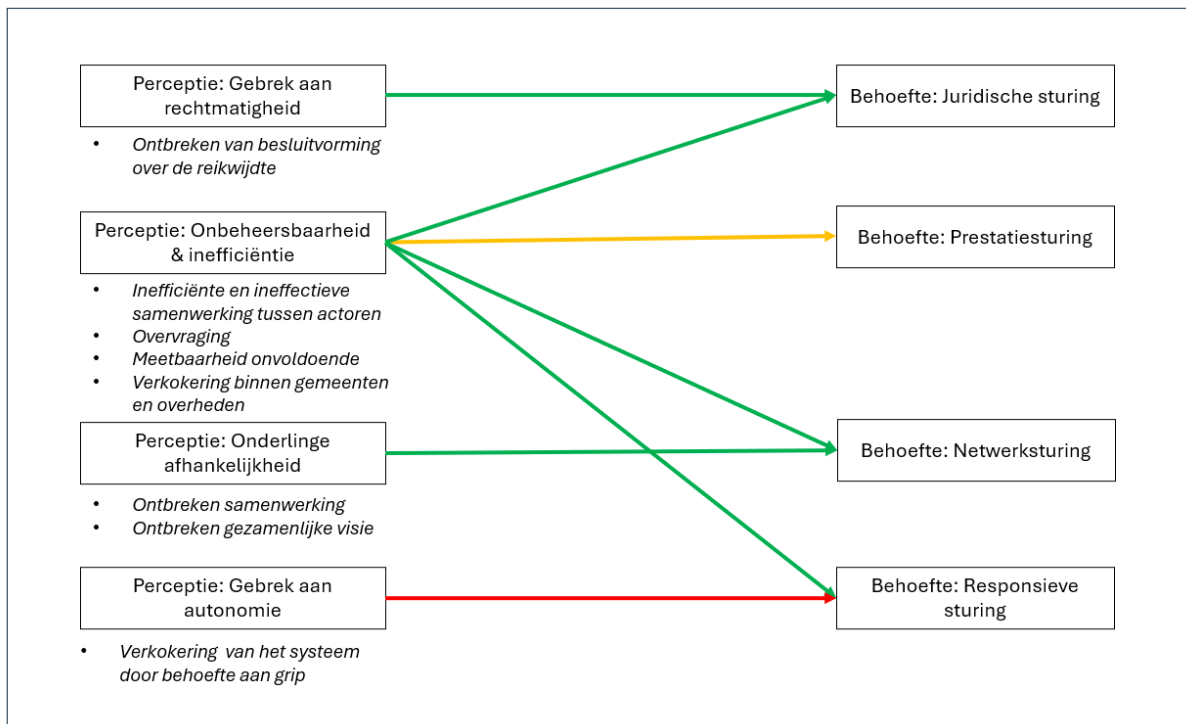 Perceptie: Gebrek aan
rechtmatigheid
• Ontbreken van besluitvorming
over de reikwijdte
Perceptie: Onbeheersbaarheid
& inefficiëntie
• Inefficiënte en ineffectieve
samenwerking tussen actoren
• Overvraging
• Meetbaarheid onvoldoende
• Verkokering binnen gemeenten
en overheden
Perceptie: Onderlinge
afhankelijkheid
• Ontbreken samenwerking
• Ontbreken gezamenlijke visie
Perceptie: Gebrek aan
autonomie
• Verkokering van het systeem
door behoefte aan grip
Behoefte: Juridische sturing
Behoefte: Prestatiesturing
Behoefte: Netwerksturing
Behoefte: Responsieve
sturing